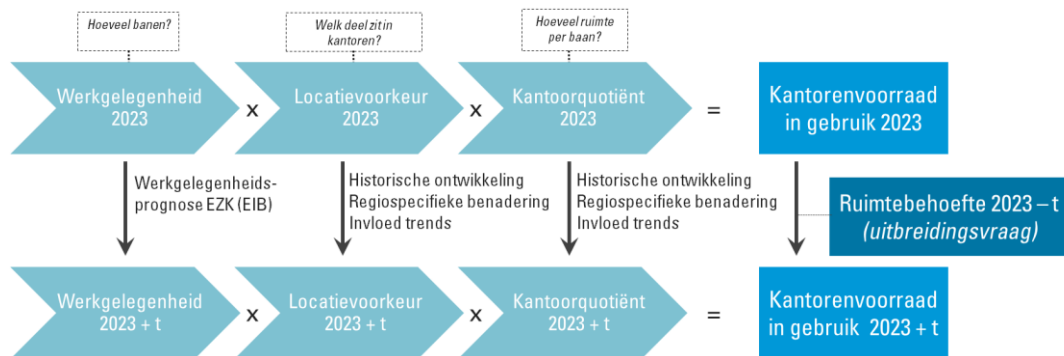 Hoeveel banen?
Welk deel zit in
kantoren?
Hoeveel ruimte
per baan?
Werkgelegenheid
2023
x
Locatievoorkeur
2023
x
Kantoorquotiënt
2023
=
Kantorenvoorraad
in gebruik 2023
Werkgelegenheids-
prognose EZK (EIB)
Historische ontwikkeling
Regiospecifieke benadering
Invloed trends
Historische ontwikkeling
Regiospecifieke benadering
Invloed trends
Ruimtebehoefte 2023 – t
(uitbreidingsvraag)
Werkgelegenheid
2023 + t
x
Locatievoorkeur
2023 + t
x
Kantoorquotiënt
2023 + t
=
Kantorenvoorraad
in gebruik 2023 + t